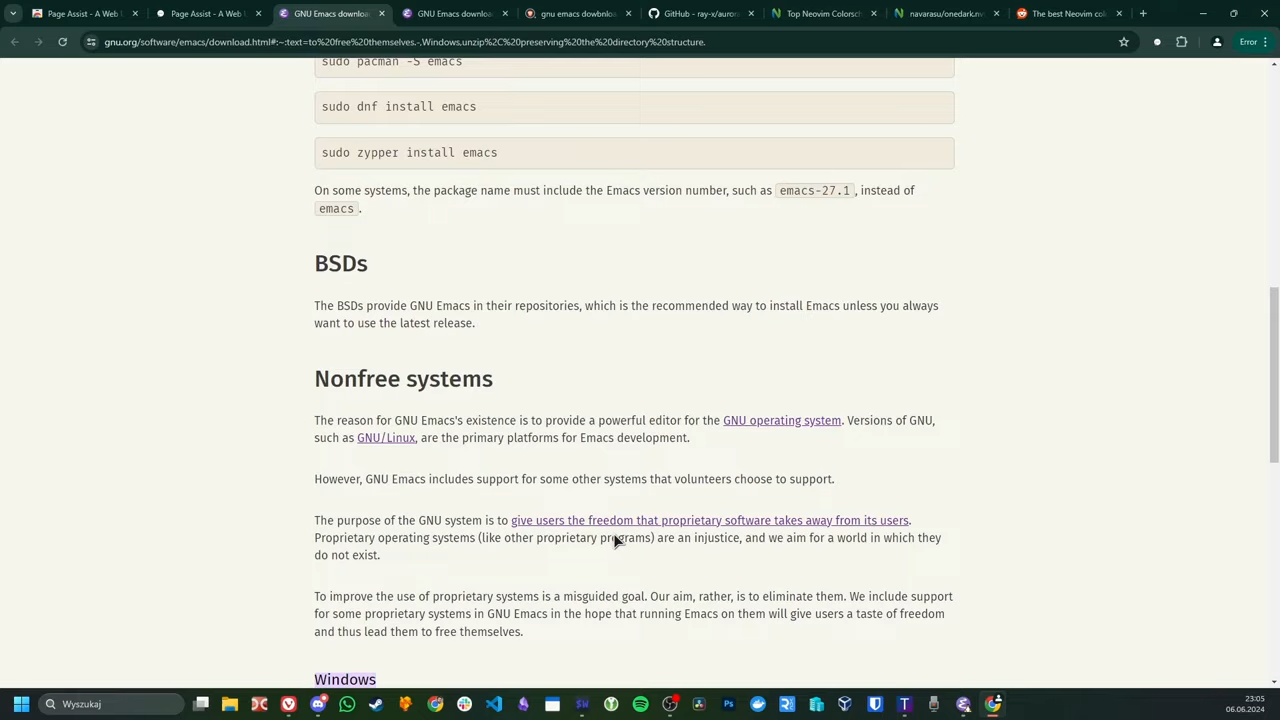 Page Assist - A Web
Page Assist - A Web U
GNU Emacs downloa
GNU Emacs downloa
gnu emacs dowbnlo
GitHub - ray-x/auror
Top Neovim Colorsch
navarasu/onedark.nv
The best Neovim col
gnu.org/software/emacs/download.html#:~:text=to%20free%20themselves.-,Windows,unzip%2C%20preserving%20the%20directory%20structure.
Error
sudo pacman -S emacs
sudo dnf install emacs
sudo zypper install emacs
On some systems, the package name must include the Emacs version number, such as emacs-27.1, instead of
emacs.
BSDs
The BSDs provide GNU Emacs in their repositories, which is the recommended way to install Emacs unless you always
want to use the latest release.
Nonfree systems
The reason for GNU Emacs's existence is to provide a powerful editor for the GNU operating system. Versions of GNU,
such as GNU/Linux, are the primary platforms for Emacs development.
However, GNU Emacs includes support for some other systems that volunteers choose to support.
The purpose of the GNU system is to give users the freedom that proprietary software takes away from its users.
Proprietary operating systems (like other proprietary programs) are an injustice, and we aim for a world in which they
do not exist.
To improve the use of proprietary systems is a misguided goal. Our aim, rather, is to eliminate them. We include support
for some proprietary systems in GNU Emacs in the hope that running Emacs on them will give users a taste of freedom
and thus lead them to free themselves.
Windows
Wyszukaj
23:05
06.06.2024